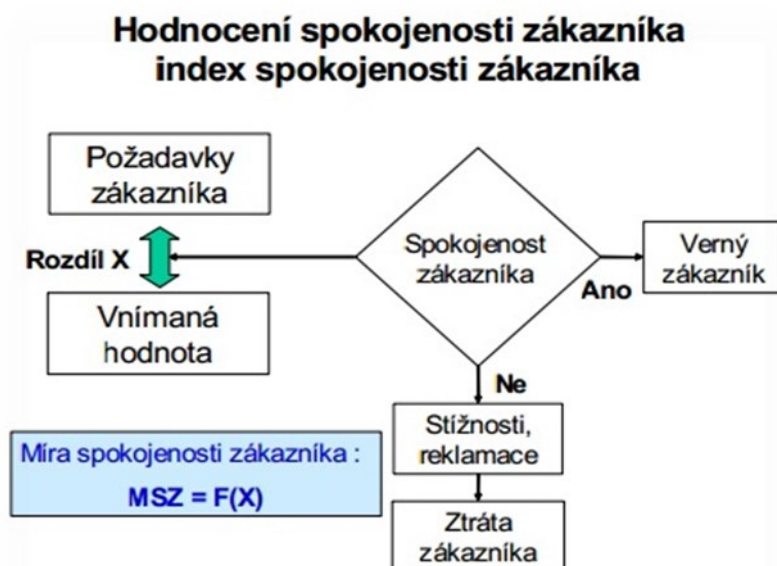 Hodnocení spokojenosti zákazníka
index spokojenosti zákazníka
Požadavky
zákazníka
Rozdíl X
Vnímaná
hodnota
Spokojenost
zákazníka
Ano
Verný
zákazník
Ne
Stížnosti,
reklamace
Ztráta
zákazníka
Míra spokojenosti zákazníka :
MSZ = F(X)